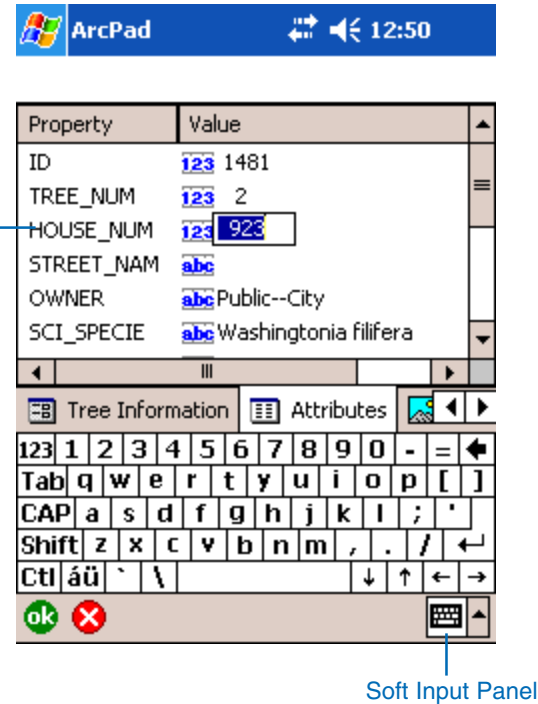 ArcPad 12:50
Property Value
ID 123 1481
TREE_NUM 123 2
HOUSE_NUM 123 923
STREET_NAM abc
OWNER abc Public--City
SCI_SPECIE abc Washingtonia filifera
Tree Information Attributes
123 1 2 3 4 5 6 7 8 9 0 - =
Tab q w e r t y u i o p [ ]
CAP a s d f g h j k l ; '
Shift z x c v b n m , . /
Ctl áü ` \
ok
Soft Input Panel